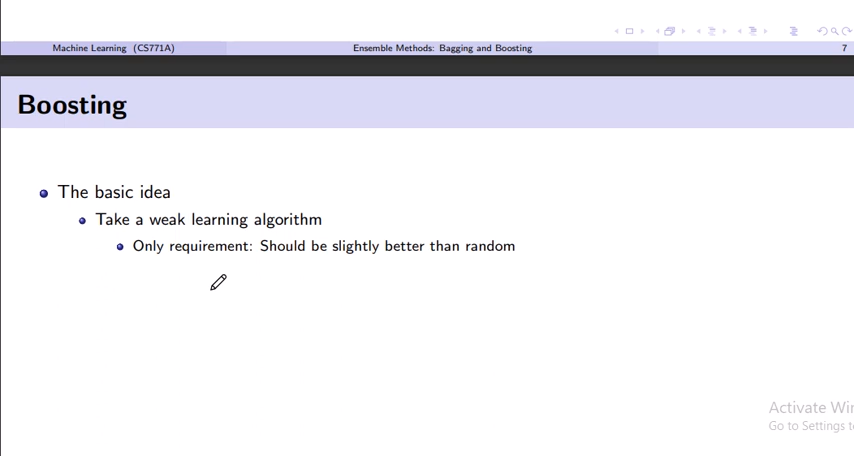 Machine Learning (CS771A) Ensemble Methods: Bagging and Boosting 7
Boosting
The basic idea
Take a weak learning algorithm
Only requirement: Should be slightly better than random
Activate Wi
Go to Settings t